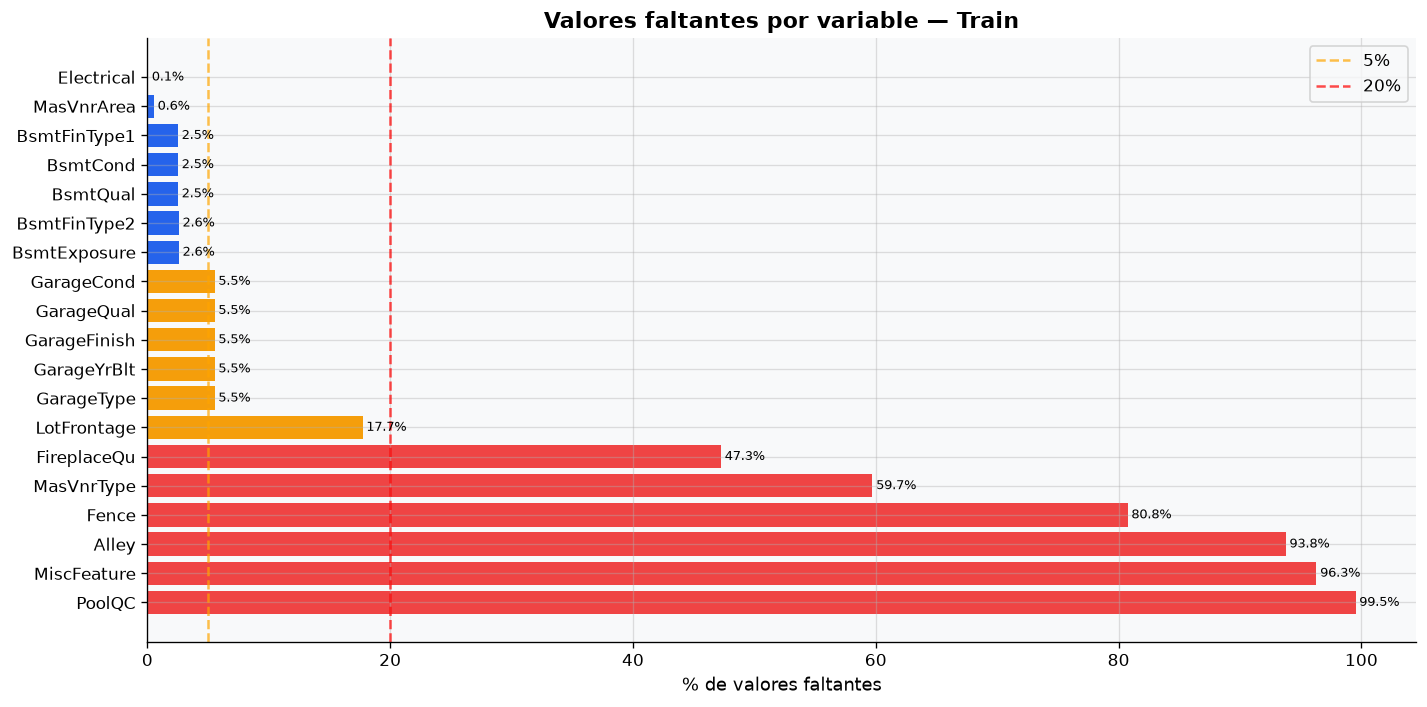 Valores faltantes por variable — Train
5%
20%
Electrical 0.1%
MasVnrArea 0.6%
BsmtFinType1 2.5%
BsmtCond 2.5%
BsmtQual 2.5%
BsmtFinType2 2.6%
BsmtExposure 2.6%
GarageCond 5.5%
GarageQual 5.5%
GarageFinish 5.5%
GarageYrBlt 5.5%
GarageType 5.5%
LotFrontage 17.7%
FireplaceQu 47.3%
MasVnrType 59.7%
Fence 80.8%
Alley 93.8%
MiscFeature 96.3%
PoolQC 99.5%
0 20 40 60 80 100
% de valores faltantes